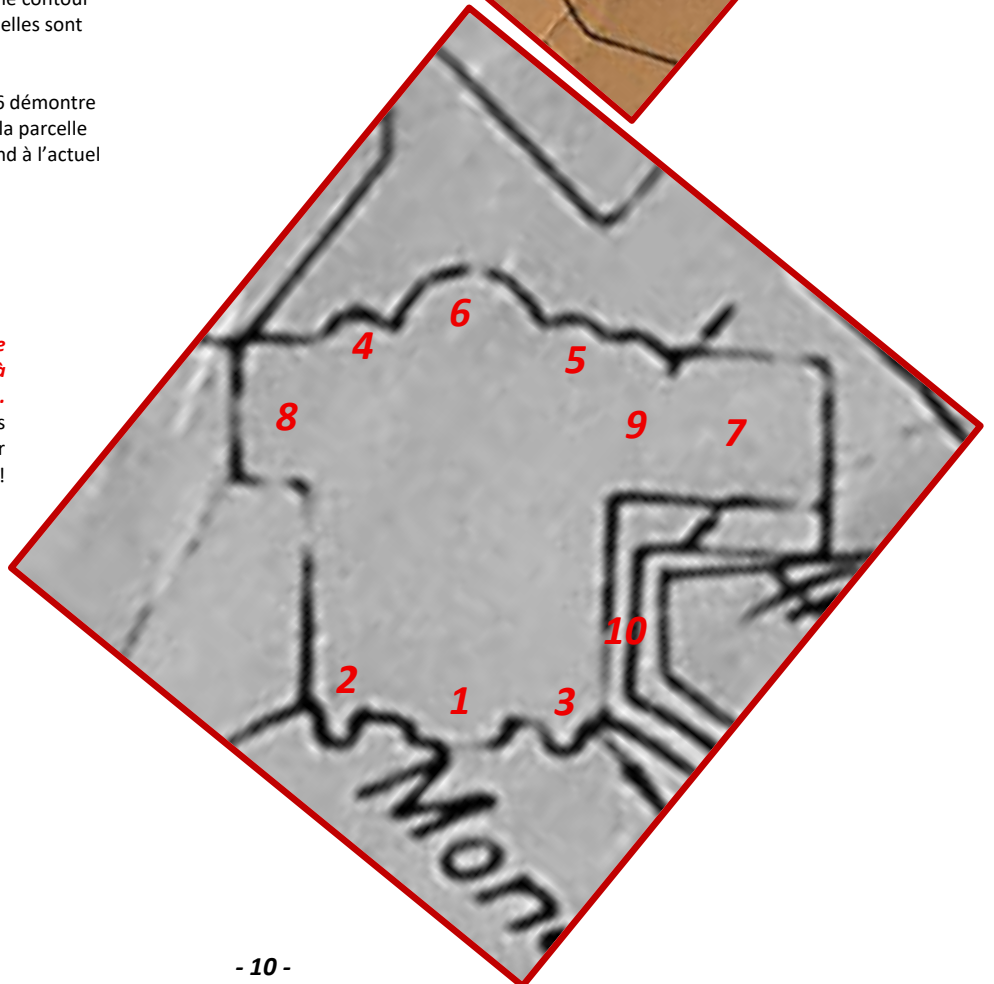 ne contour
elles sont
6 démontre
la parcelle
nd à l'actuel
e
à
.
s
r
!
6
4
5
8
9
7
10
2
1
3
Mon
- 10 -